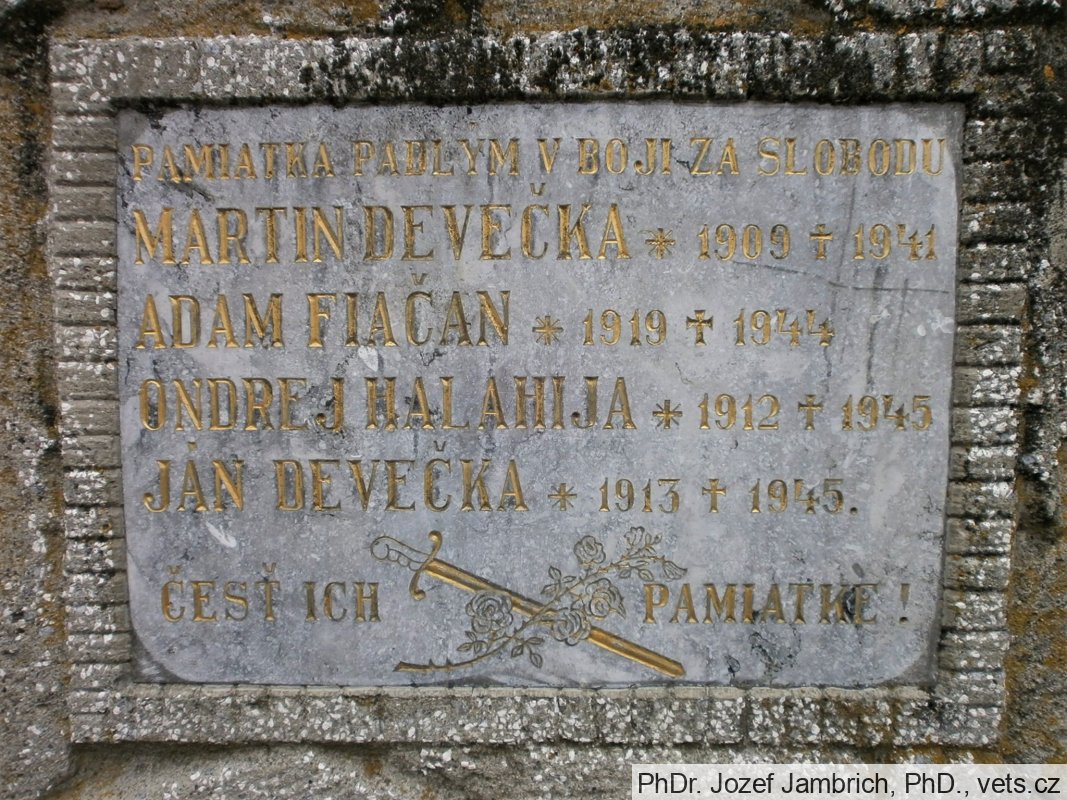 PAMIATKA PADLÝM V BOJI ZA SLOBODU
MARTIN DEVEČKA * 1909 † 1941
ADAM FIAČAN * 1919 † 1944
ONDREJ HALAHIJA * 1912 † 1945
JÁN DEVEČKA * 1913 † 1945.
ČESŤ ICH PAMIATKE !
PhDr. Jozef Jambrich, PhD., vets.cz